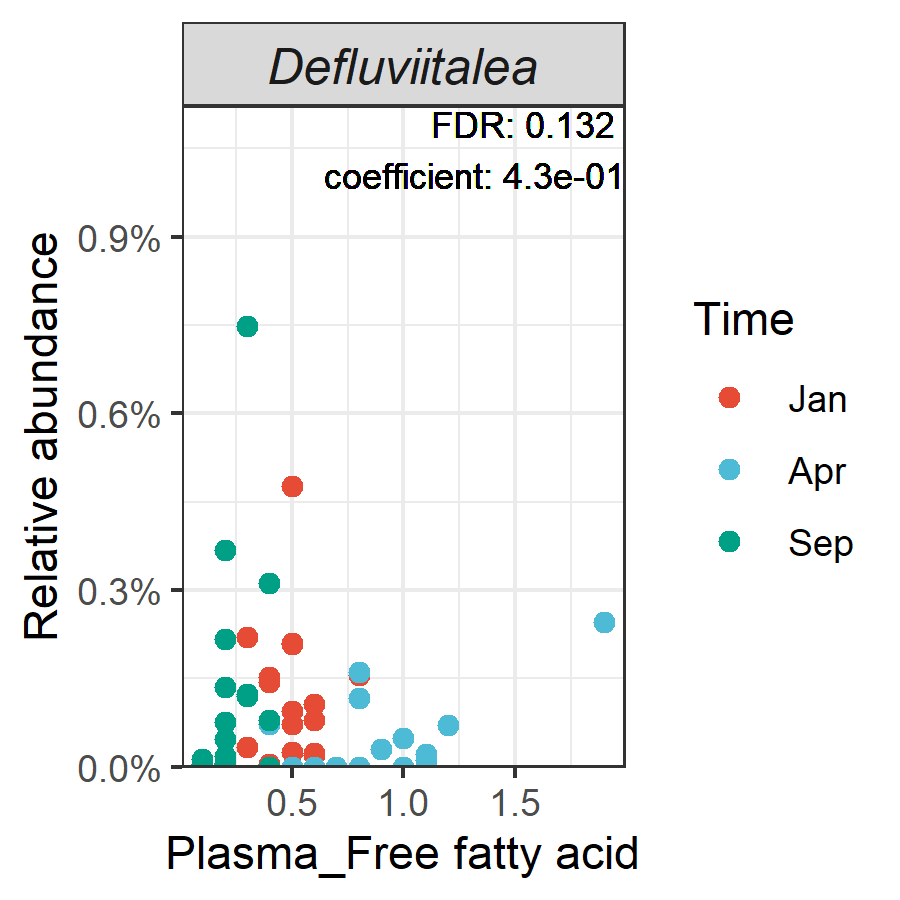 Defluviitalea
FDR: 0.132
coefficient: 4.3e-01
Relative abundance
0.9%
0.6%
0.3%
0.0%
0.5 1.0 1.5
Plasma_Free fatty acid
Time
Jan
Apr
Sep